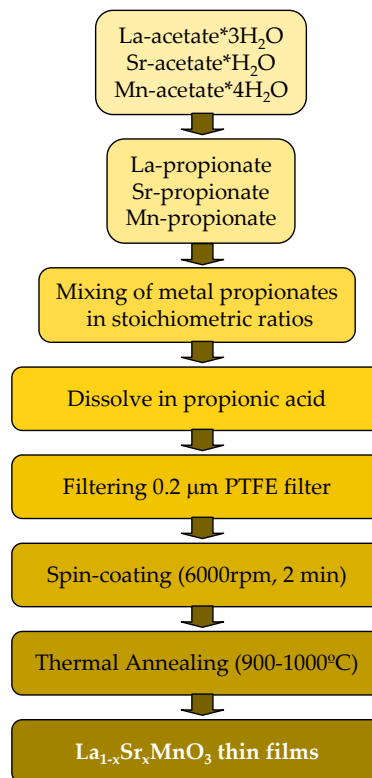 La-acetate*3H₂O
Sr-acetate*H₂O
Mn-acetate*4H₂O
La-propionate
Sr-propionate
Mn-propionate
Mixing of metal propionates
in stoichiometric ratios
Dissolve in propionic acid
Filtering 0.2 µm PTFE filter
Spin-coating (6000rpm, 2 min)
Thermal Annealing (900-1000ºC)
La₁₋ₓSrₓMnO₃ thin films